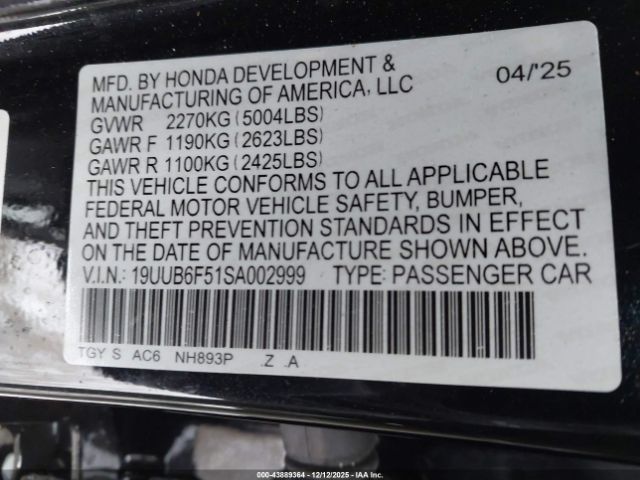 MFD. BY HONDA DEVELOPMENT &
MANUFACTURING OF AMERICA, LLC 04/'25
GVWR 2270KG (5004LBS)
GAWR F 1190KG (2623LBS)
GAWR R 1100KG (2425LBS)
THIS VEHICLE CONFORMS TO ALL APPLICABLE
FEDERAL MOTOR VEHICLE SAFETY, BUMPER,
AND THEFT PREVENTION STANDARDS IN EFFECT
ON THE DATE OF MANUFACTURE SHOWN ABOVE.
V.I.N.: 19UUB6F51SA002999 TYPE: PASSENGER CAR
TGY S AC6 NH893P .Z .A
000-43889364 - 12/12/2025 - IAAI.COM